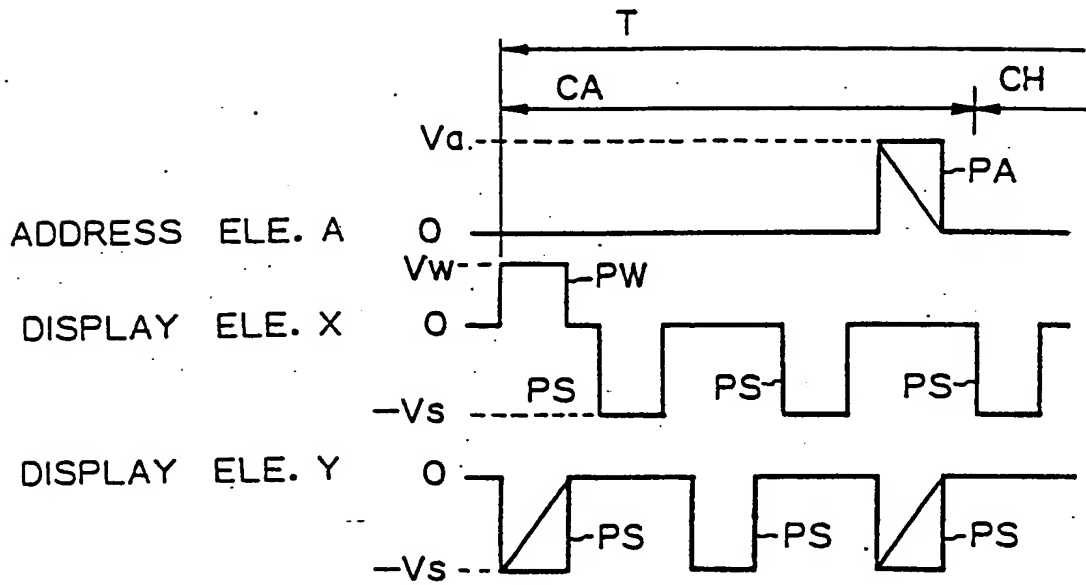 T
CA CH
Va
PA
ADDRESS ELE. A 0
Vw PW
DISPLAY ELE. X 0
PS PS PS
-Vs
DISPLAY ELE. Y 0
PS PS PS
-Vs